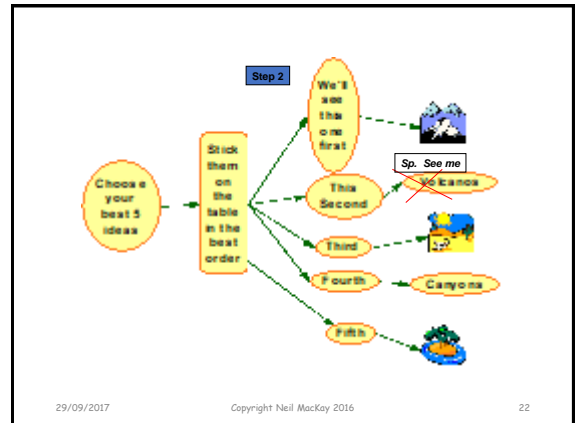 Step 2
We'll
see
this
one
first
Stick
them
on
the
table
in the
best
order
Choose
your
best 5
ideas
Sp. See me
Volcanos
This
Second
Third
Fourth
Canyons
Fifth
29/09/2017
Copyright Neil MacKay 2016
22